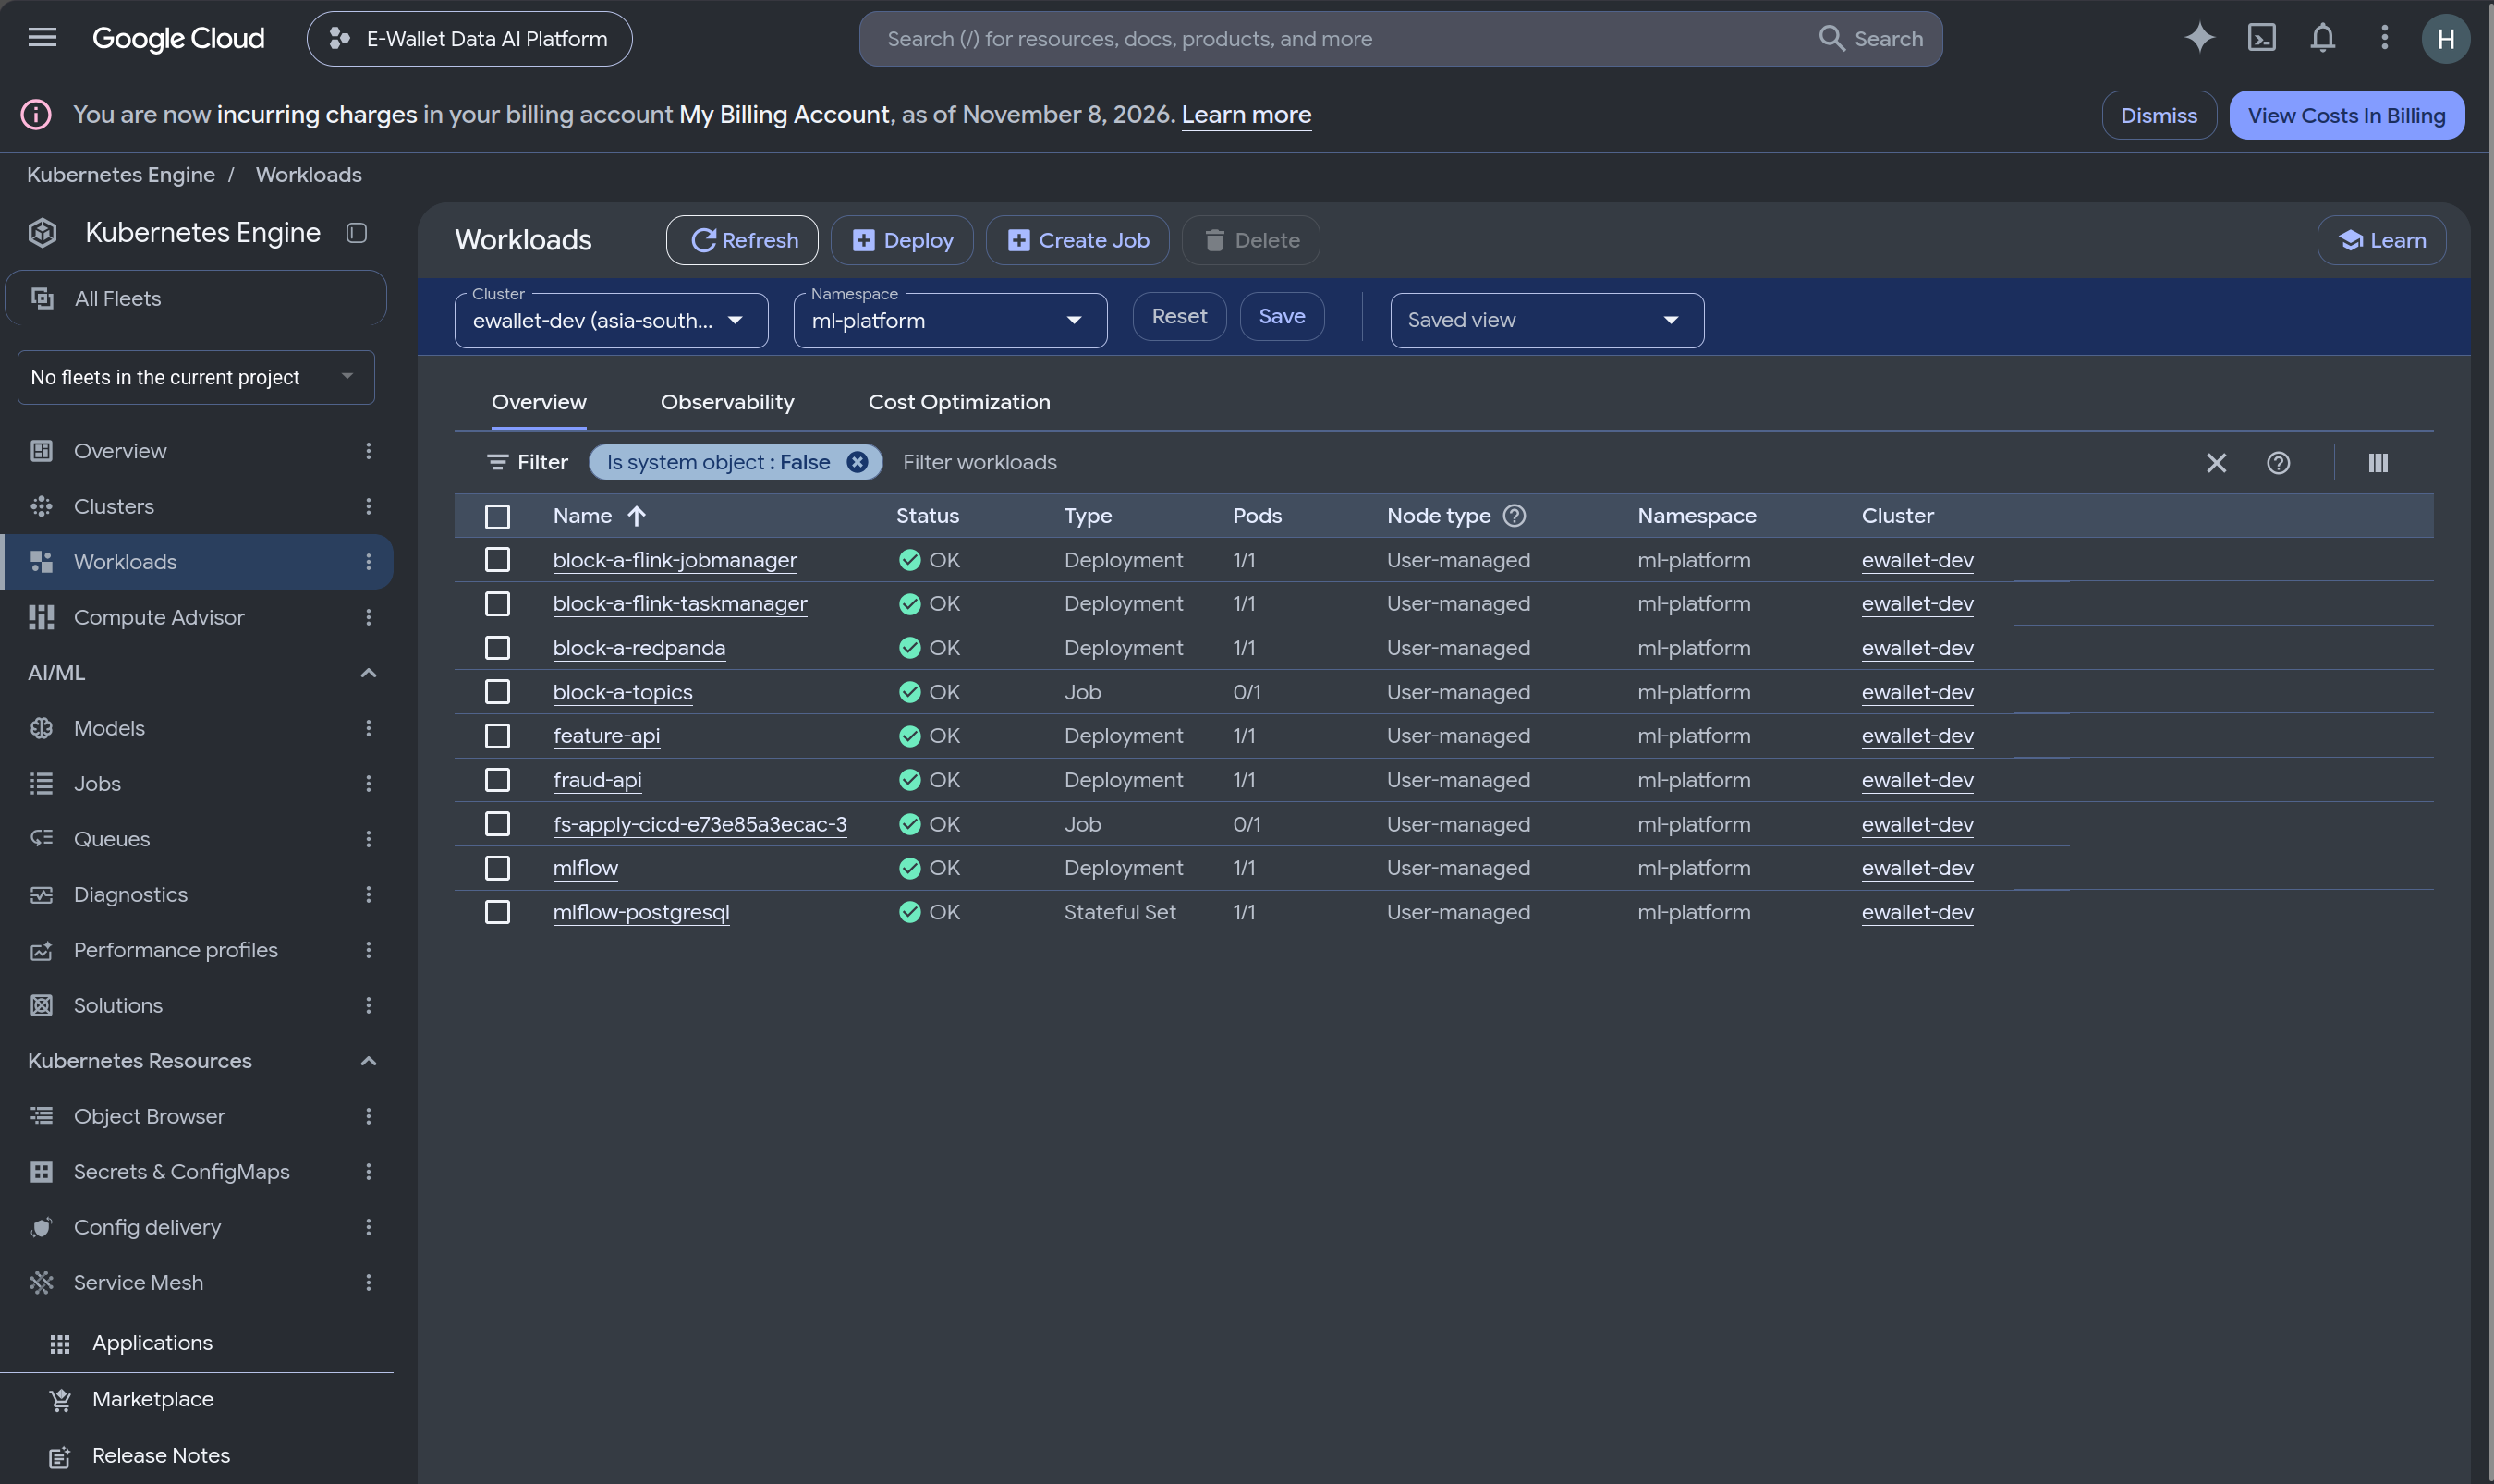 Google Cloud
E-Wallet Data AI Platform
Search (/) for resources, docs, products, and more
Search
H
You are now incurring charges in your billing account My Billing Account, as of November 8, 2026. Learn more
Dismiss
View Costs In Billing
Kubernetes Engine / Workloads
Kubernetes Engine
All Fleets
No fleets in the current project
Overview
Clusters
Workloads
Compute Advisor
AI/ML
Models
Jobs
Queues
Diagnostics
Performance profiles
Solutions
Kubernetes Resources
Object Browser
Secrets & ConfigMaps
Config delivery
Service Mesh
Applications
Marketplace
Release Notes
Workloads
Refresh
Deploy
Create Job
Delete
Learn
Cluster
ewallet-dev (asia-south...
Namespace
ml-platform
Reset
Save
Saved view
Overview Observability Cost Optimization
Filter Is system object : False Filter workloads
Name Status Type Pods Node type Namespace Cluster
block-a-flink-jobmanager OK Deployment 1/1 User-managed ml-platform ewallet-dev
block-a-flink-taskmanager OK Deployment 1/1 User-managed ml-platform ewallet-dev
block-a-redpanda OK Deployment 1/1 User-managed ml-platform ewallet-dev
block-a-topics OK Job 0/1 User-managed ml-platform ewallet-dev
feature-api OK Deployment 1/1 User-managed ml-platform ewallet-dev
fraud-api OK Deployment 1/1 User-managed ml-platform ewallet-dev
fs-apply-cicd-e73e85a3ecac-3 OK Job 0/1 User-managed ml-platform ewallet-dev
mlflow OK Deployment 1/1 User-managed ml-platform ewallet-dev
mlflow-postgresql OK Stateful Set 1/1 User-managed ml-platform ewallet-dev